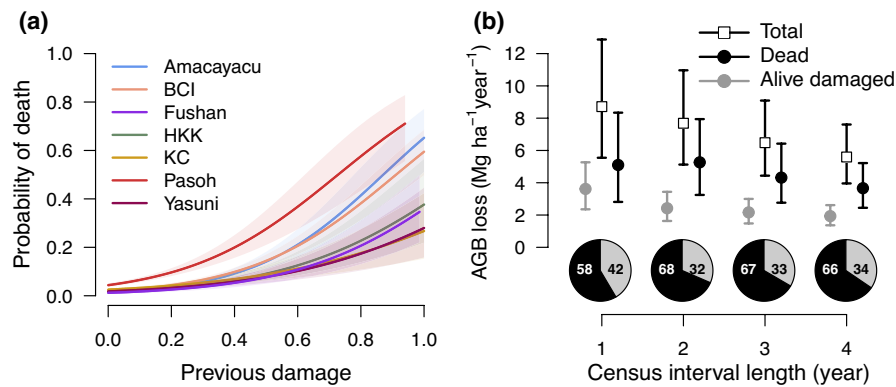 (a)
Probability of death
1.0
0.8
0.6
0.4
0.2
0.0
Amacayacu
BCI
Fushan
HKK
KC
Pasoh
Yasuni
0.0 0.2 0.4 0.6 0.8 1.0
Previous damage
(b)
AGB loss (Mg ha−1year−1)
12
10
8
6
4
2
0
Total
Dead
Alive damaged
58 42 68 32 67 33 66 34
1 2 3 4
Census interval length (year)